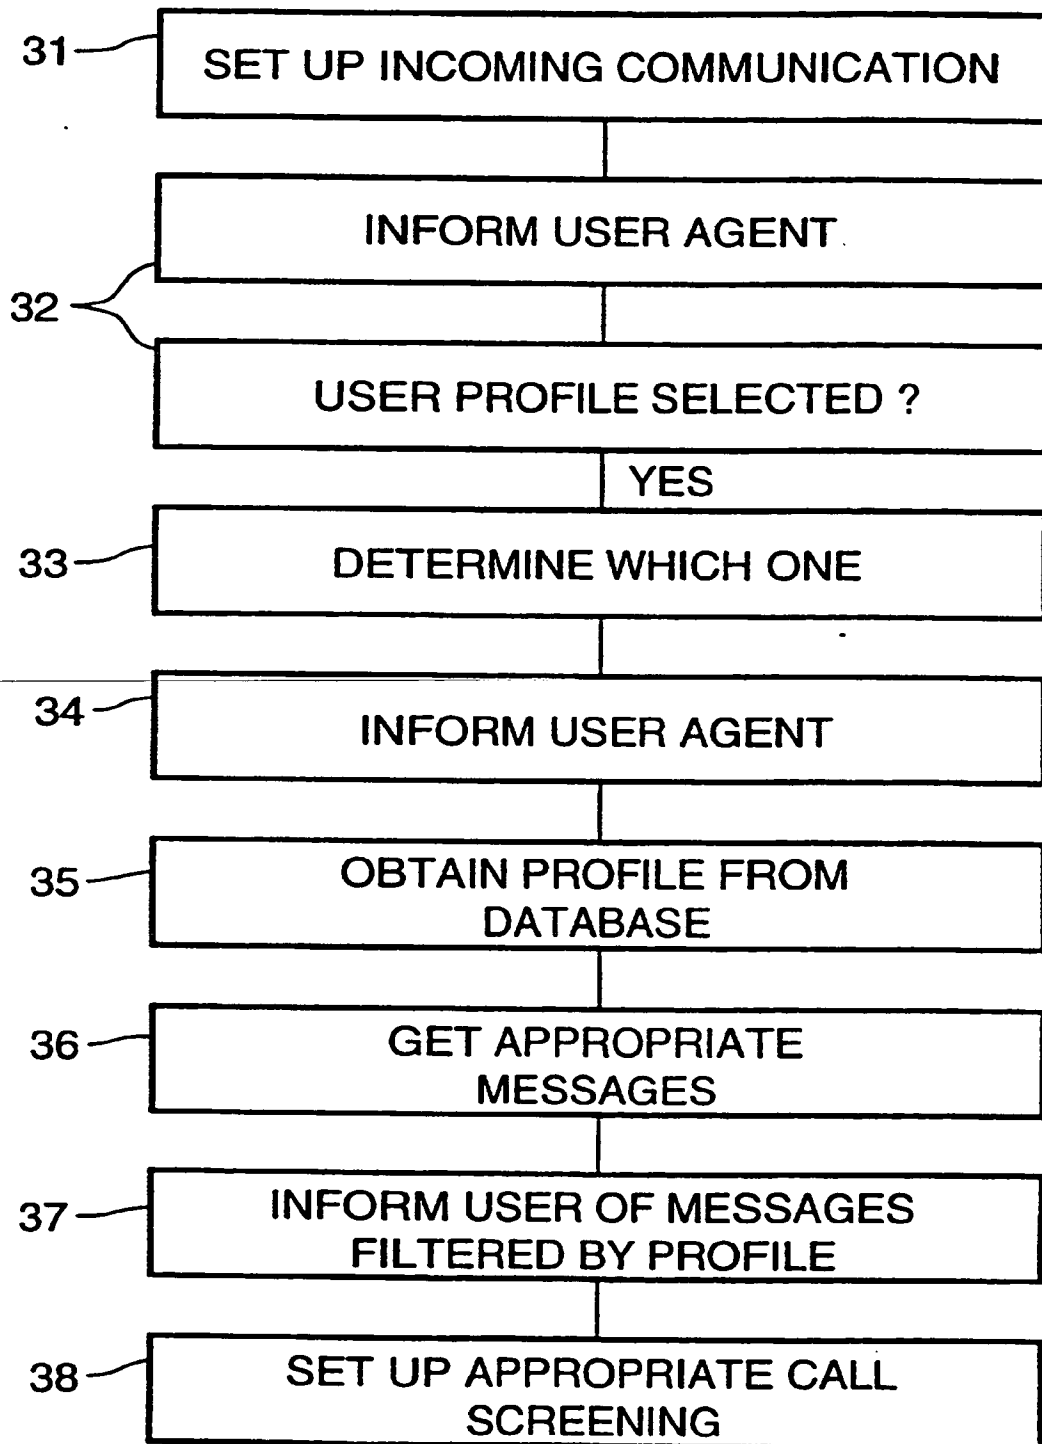 31
SET UP INCOMING COMMUNICATION
INFORM USER AGENT
32
USER PROFILE SELECTED ?
YES
33
DETERMINE WHICH ONE
34
INFORM USER AGENT
35
OBTAIN PROFILE FROM
DATABASE
36
GET APPROPRIATE
MESSAGES
37
INFORM USER OF MESSAGES
FILTERED BY PROFILE
38
SET UP APPROPRIATE CALL
SCREENING